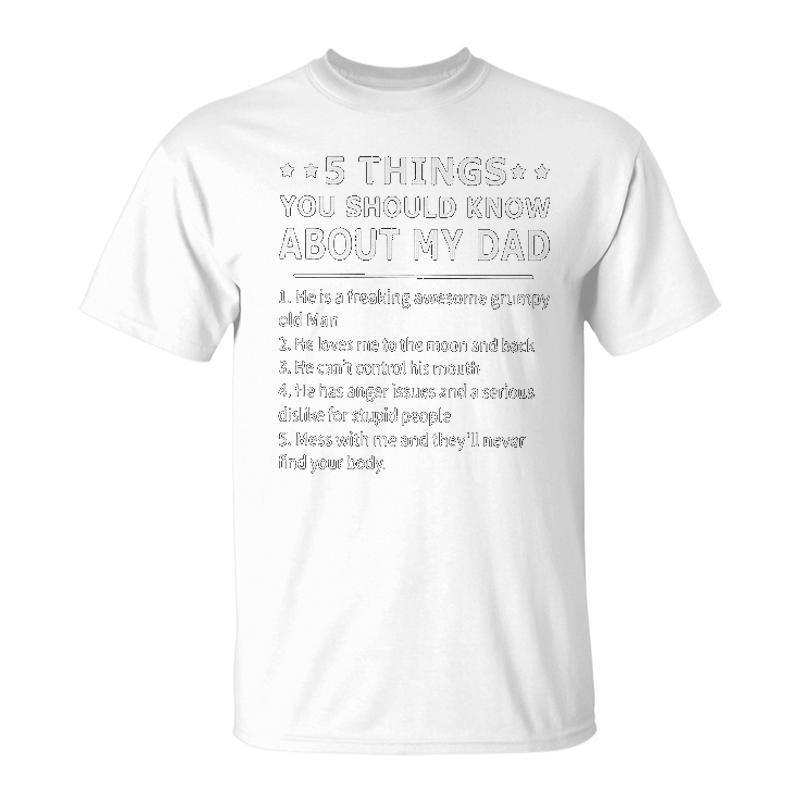 5 THINGS
YOU SHOULD KNOW
ABOUT MY DAD
1. He is a freaking awesome grumpy
old Man
2. He loves me to the moon and back
3. He can't control his mouth
4. He has anger issues and a serious
dislike for stupid people
5. Mess with me and they'll never
find your body.